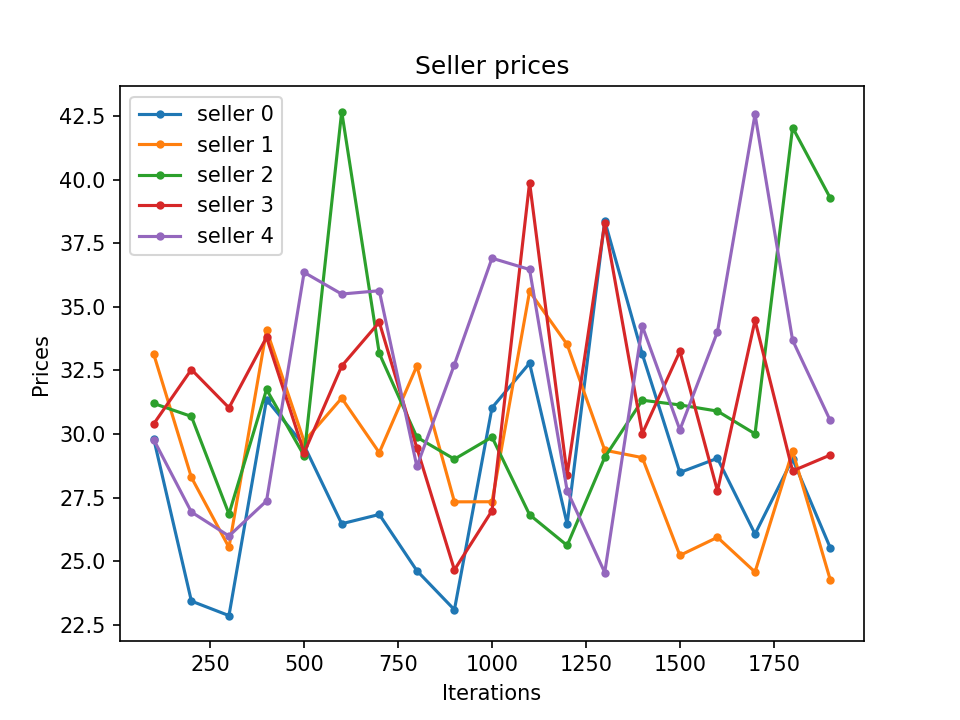 Seller prices
seller 0
seller 1
seller 2
seller 3
seller 4
42.5
40.0
37.5
35.0
32.5
30.0
27.5
25.0
22.5
Prices
250 500 750 1000 1250 1500 1750
Iterations